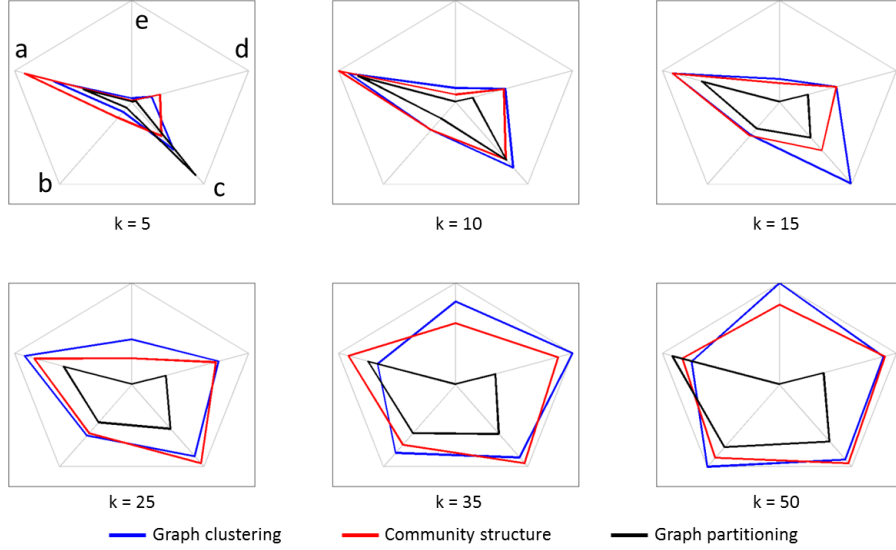 e
a
d
b
c
k = 5
k = 10
k = 15
k = 25
k = 35
k = 50
Graph clustering
Community structure
Graph partitioning